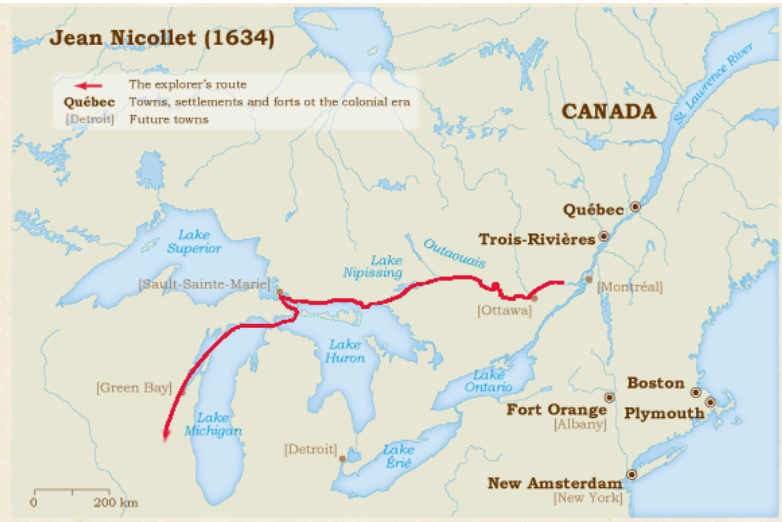 Jean Nicollet (1634)
The explorer's route
Québec Towns, settlements and forts ot the colonial era
[Detroit] Future towns
CANADA
St. Lawrence River
Québec
Trois-Rivières
Lake
Superior
Outaouais
Lake
Nipissing
[Sault-Sainte-Marie]
[Montréal]
[Ottawa]
Lake
Huron
[Green Bay]
Lake
Ontario
Boston
Fort Orange
Plymouth
[Albany]
Lake
Michigan
[Detroit]
Lake
Érié
New Amsterdam
[New York]
0 200 km